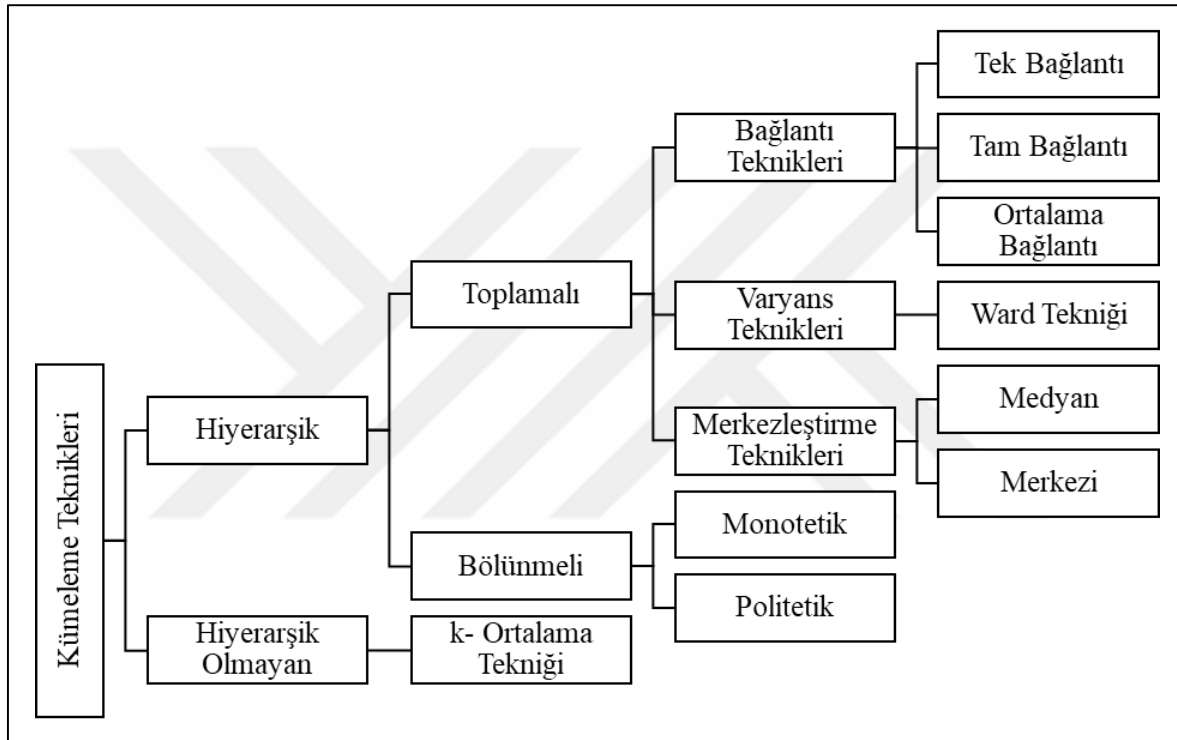 Kümeleme Teknikleri
Hiyerarşik
Toplamalı
Bağlantı
Teknikleri
Tek Bağlantı
Tam Bağlantı
Ortalama
Bağlantı
Varyans
Teknikleri
Ward Tekniği
Merkezleştirme
Teknikleri
Medyan
Merkezi
Bölünmeli
Monotetik
Politetik
Hiyerarşik
Olmayan
k- Ortalama
Tekniği